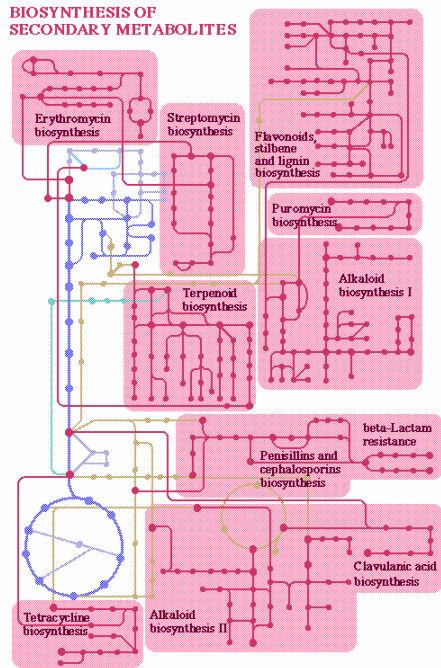 BIOSYNTHESIS OF
SECONDARY METABOLITES
Erythromycin
biosynthesis
Streptomycin
biosynthesis
Flavonoids,
stilbene
and lignin
biosynthesis
Puromycin
biosynthesis
Alkaloid
biosynthesis I
Terpenoid
biosynthesis
beta-Lactam
resistance
Penisillins and
cephalosporins
biosynthesis
Clavulanic acid
biosynthesis
Tetracycline
biosynthesis
Alkaloid
biosynthesis II